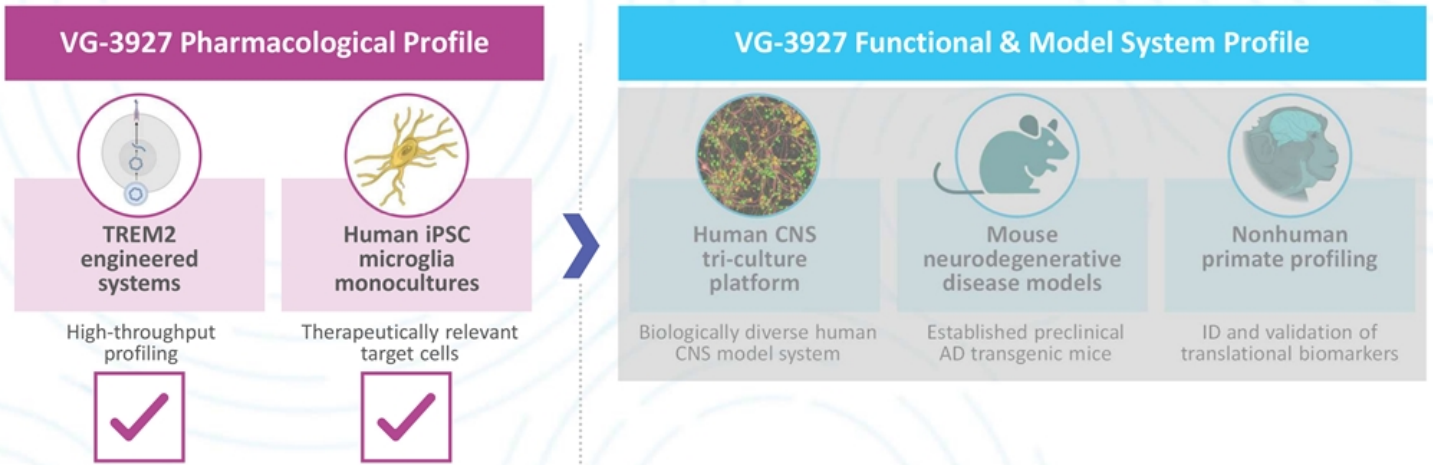 VG-3927 Pharmacological Profile
VG-3927 Functional & Model System Profile
TREM2
engineered
systems
High-throughput
profiling
Human iPSC
microglia
monocultures
Therapeutically relevant
target cells
Human CNS
tri-culture
platform
Biologically diverse human
CNS model system
Mouse
neurodegenerative
disease models
Established preclinical
AD transgenic mice
Nonhuman
primate profiling
ID and validation of
translational biomarkers